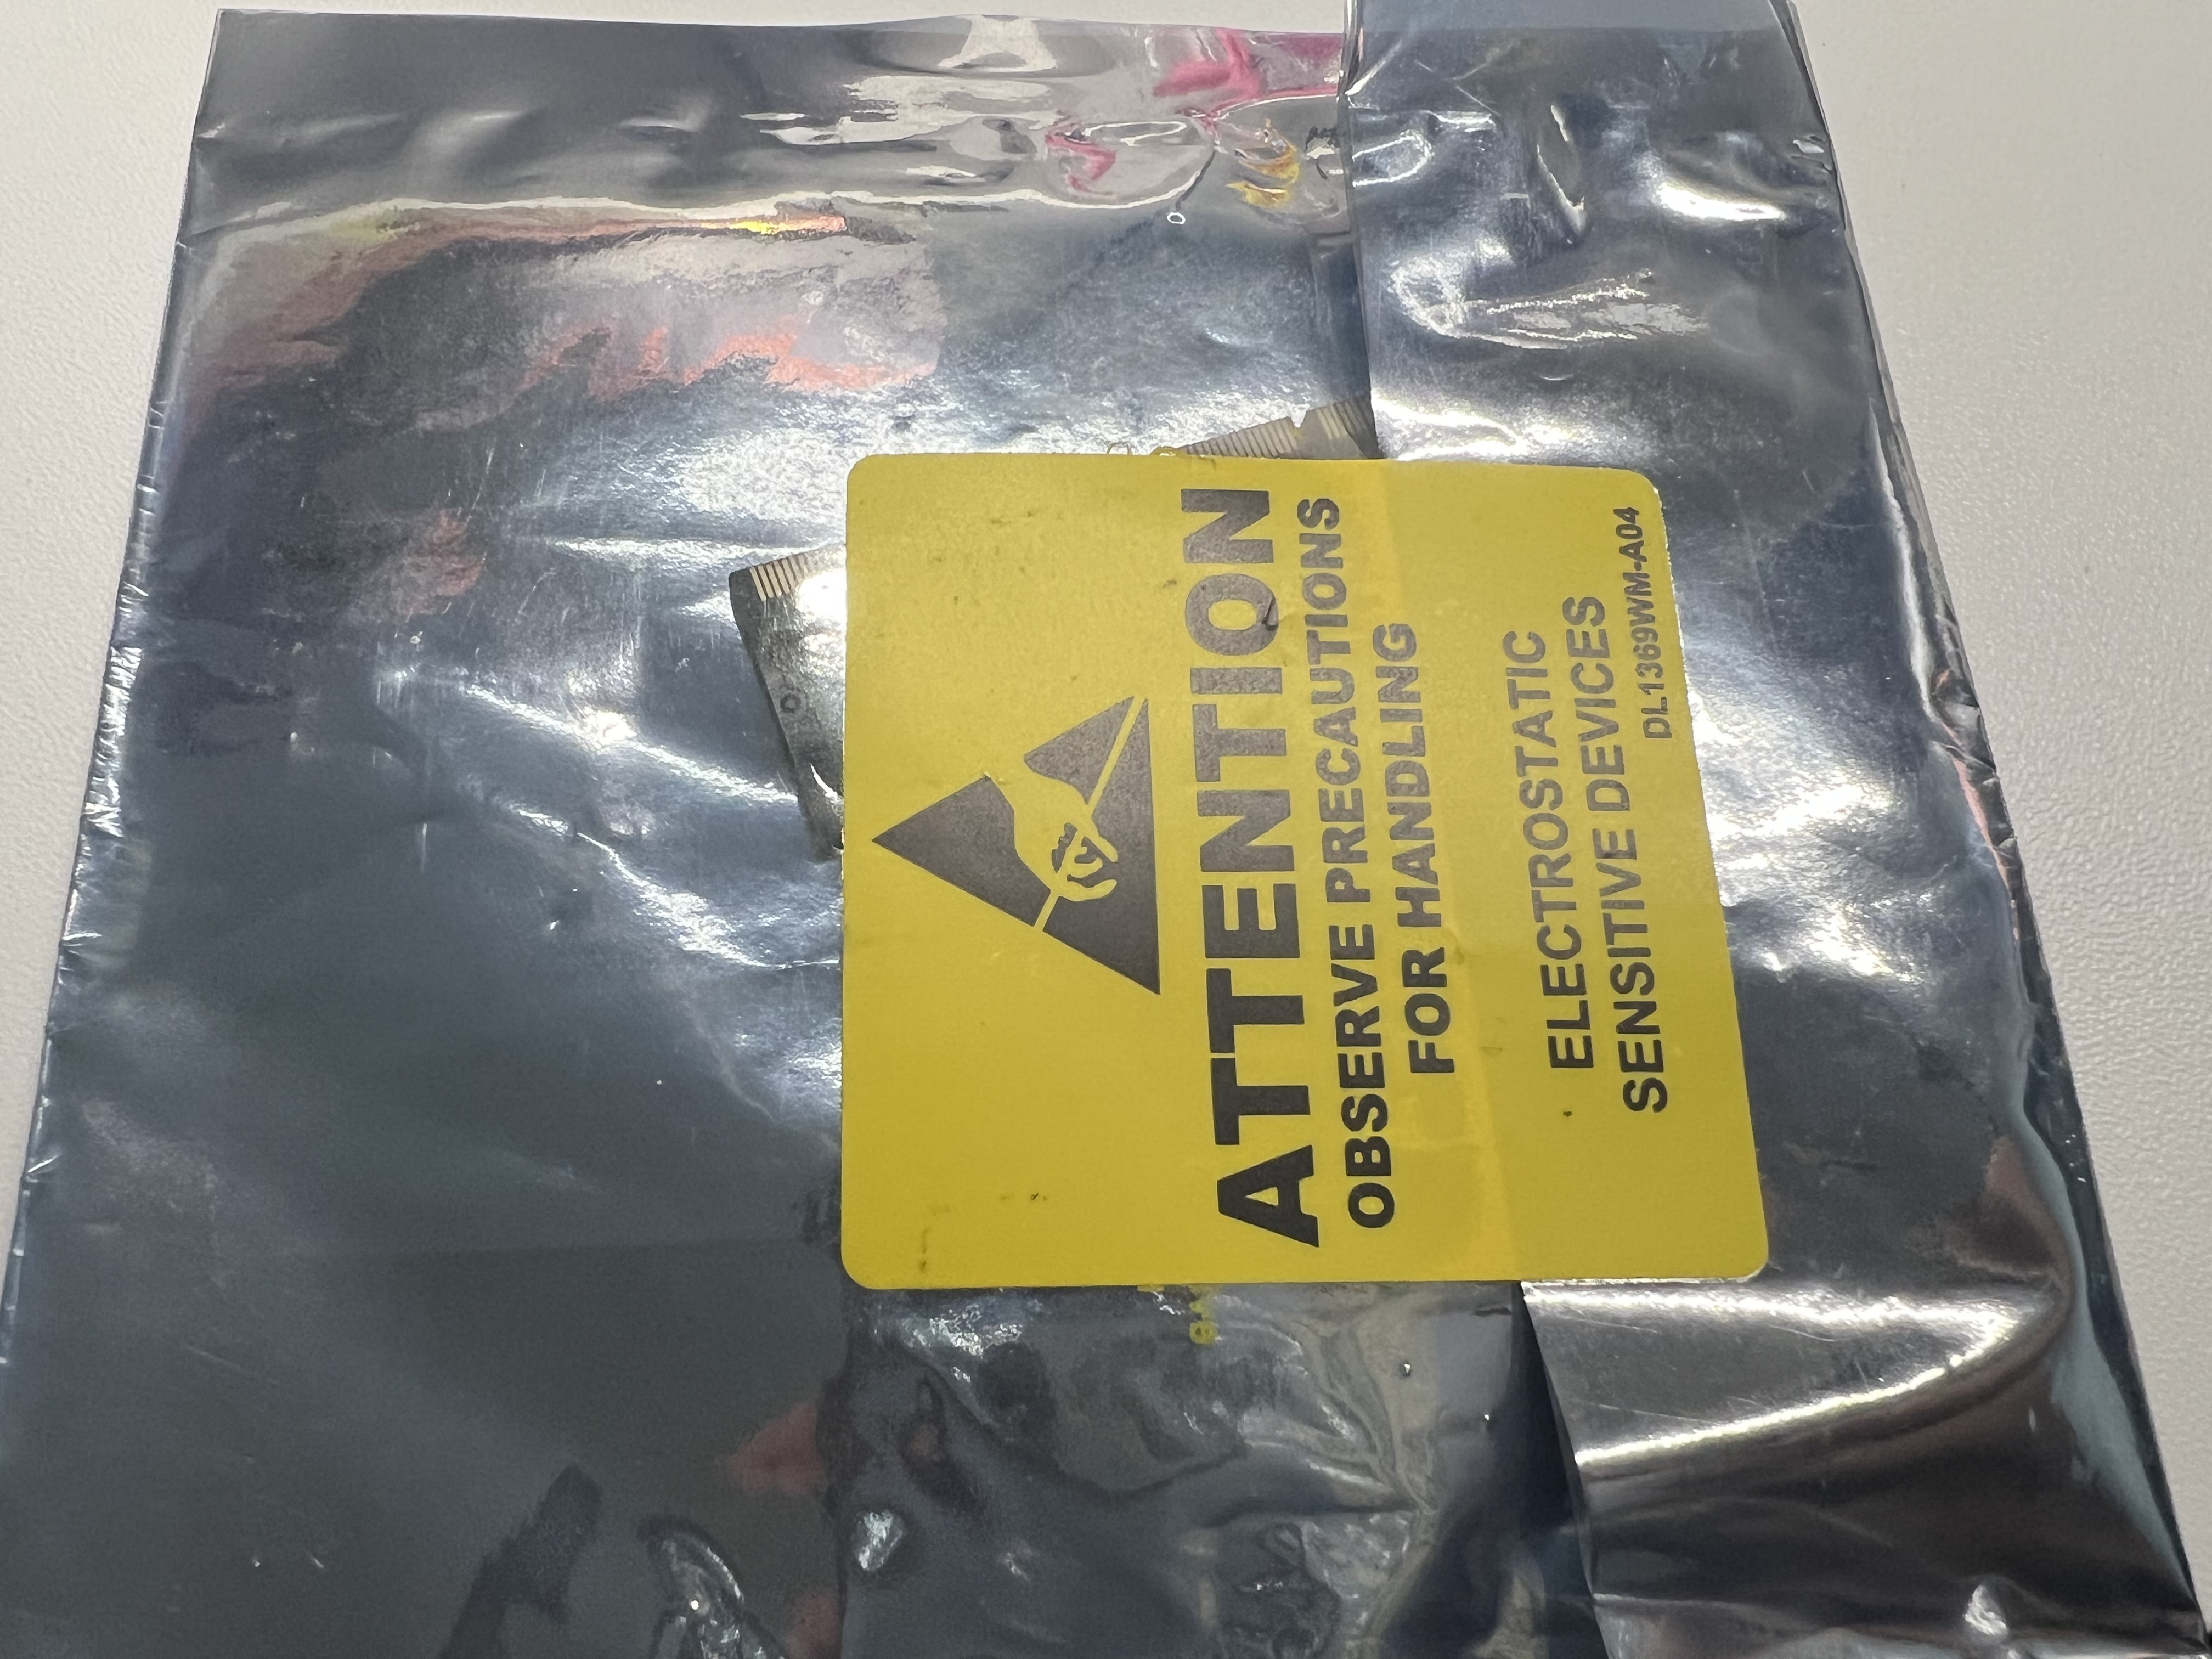 ATTENTION
OBSERVE PRECAUTIONS
FOR HANDLING
ELECTROSTATIC
SENSITIVE DEVICES
DL1369WM-A04